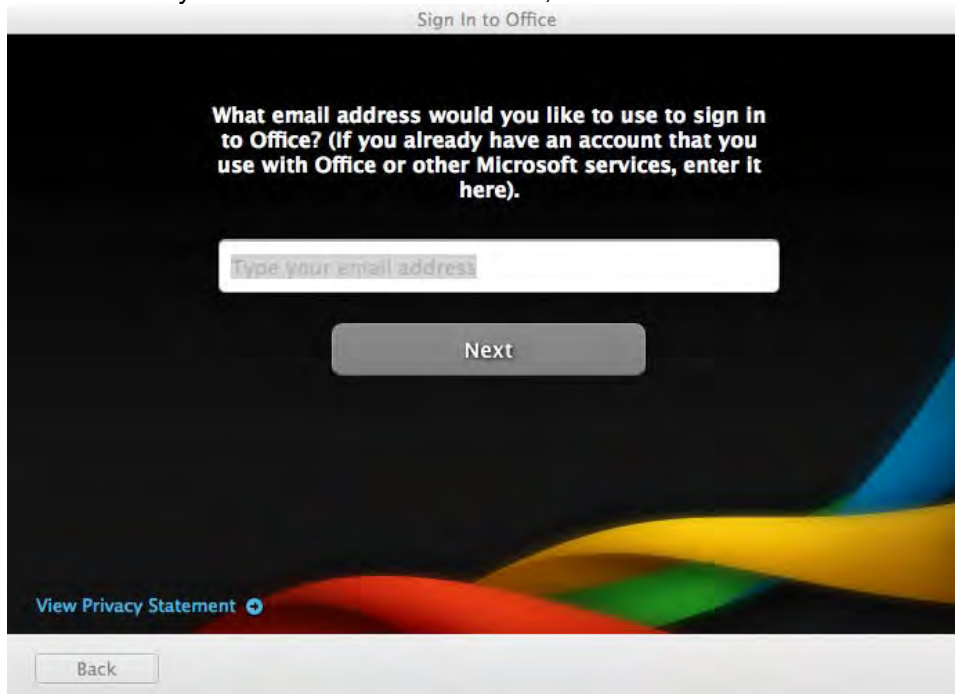 Sign In to Office
What email address would you like to use to sign in
to Office? (If you already have an account that you
use with Office or other Microsoft services, enter it
here).
Type your email address
Next
View Privacy Statement
Back